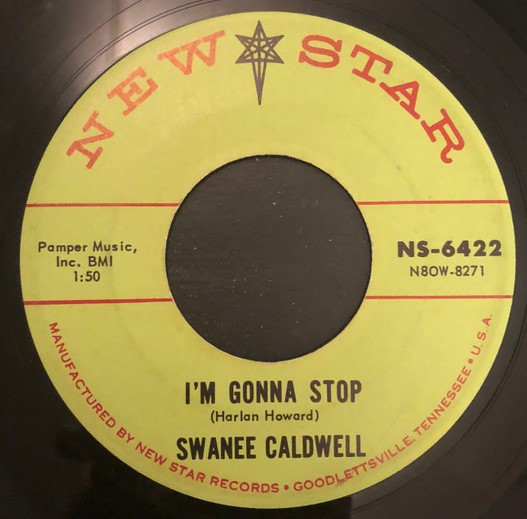 NEW STAR
Pamper Music,
Inc. BMI
1:50
NS-6422
N8OW-8271
I'M GONNA STOP
(Harlan Howard)
SWANEE CALDWELL
MANUFACTURED BY NEW STAR RECORDS • GOODLETTSVILLE, TENNESSEE • U.S.A.